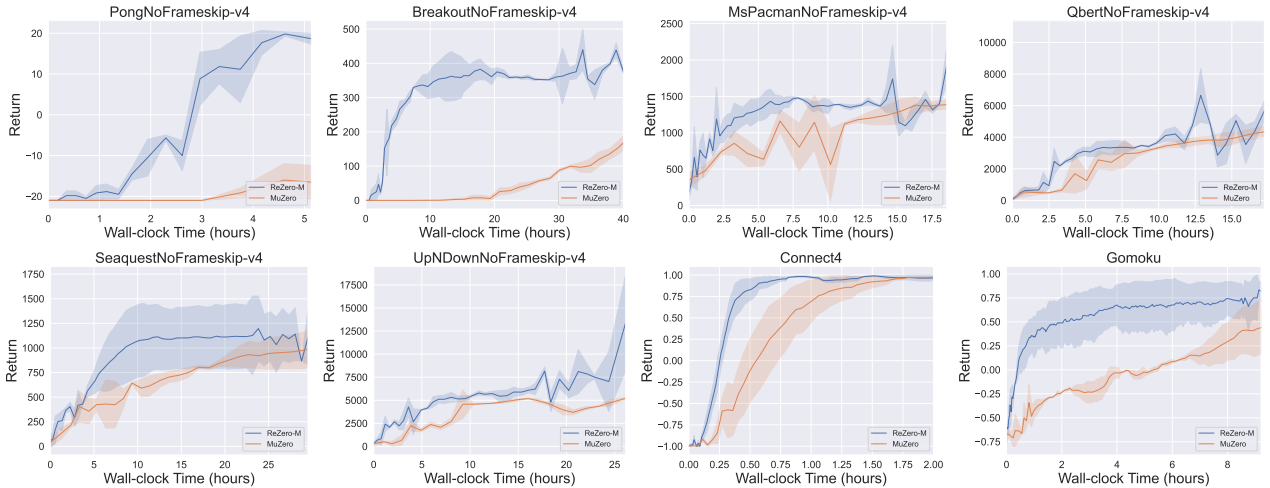 PongNoFrameskip-v4
20
10
0
−10
−20
Return
0 1 2 3 4 5
Wall-clock Time (hours)
ReZero-M
MuZero
BreakoutNoFrameskip-v4
500
400
300
200
100
0
Return
0 10 20 30 40
Wall-clock Time (hours)
ReZero-M
MuZero
MsPacmanNoFrameskip-v4
2500
2000
1500
1000
500
0
Return
0.0 2.5 5.0 7.5 10.0 12.5 15.0 17.5
Wall-clock Time (hours)
ReZero-M
MuZero
QbertNoFrameskip-v4
10000
8000
6000
4000
2000
0
Return
0.0 2.5 5.0 7.5 10.0 12.5 15.0
Wall-clock Time (hours)
ReZero-M
MuZero
SeaquestNoFrameskip-v4
1750
1500
1250
1000
750
500
250
0
Return
0 5 10 15 20 25
Wall-clock Time (hours)
ReZero-M
MuZero
UpNDownNoFrameskip-v4
17500
15000
12500
10000
7500
5000
2500
0
Return
0 5 10 15 20 25
Wall-clock Time (hours)
ReZero-M
MuZero
Connect4
1.00
0.75
0.50
0.25
0.00
−0.25
−0.50
−0.75
−1.00
Return
0.00 0.25 0.50 0.75 1.00 1.25 1.50 1.75 2.00
Wall-clock Time (hours)
ReZero-M
MuZero
Gomoku
1.00
0.75
0.50
0.25
0.00
−0.25
−0.50
−0.75
Return
0 2 4 6 8
Wall-clock Time (hours)
ReZero-M
MuZero